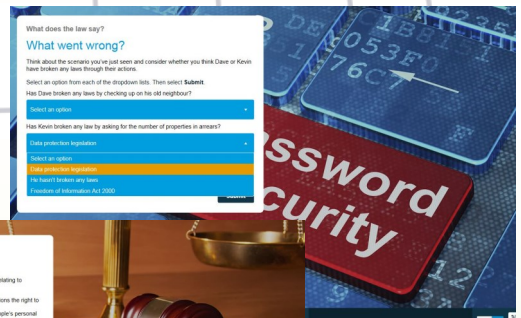 What does the law say?
What went wrong?
Think about the scenario you've just seen and consider whether you think Dave or Kevin
have broken any laws through their actions.
Select an option from each of the dropdown lists. Then select Submit.
Has Dave broken any laws by checking up on his old neighbour?
Select an option
Has Kevin broken any law by asking for the number of properties in arrears?
Data protection legislation
Select an option
Data protection legislation
He hasn't broken any laws
Freedom of Information Act 2000
Submit
053F
76C7
ssword
curity
12
elating to
ons the right to
ple's personal